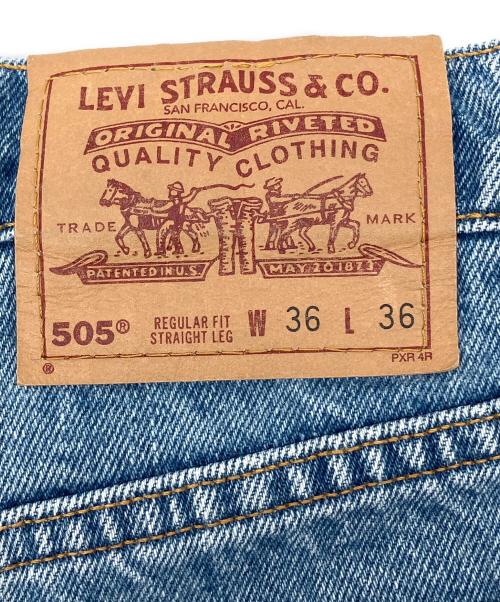 LEVI STRAUSS & CO.
SAN FRANCISCO, CAL.
ORIGINAL RIVETED
QUALITY CLOTHING
TRADE MARK
PATENTED IN U.S. MAY 20 1873
505® REGULAR FIT STRAIGHT LEG W 36 L 36
® PXR 4R